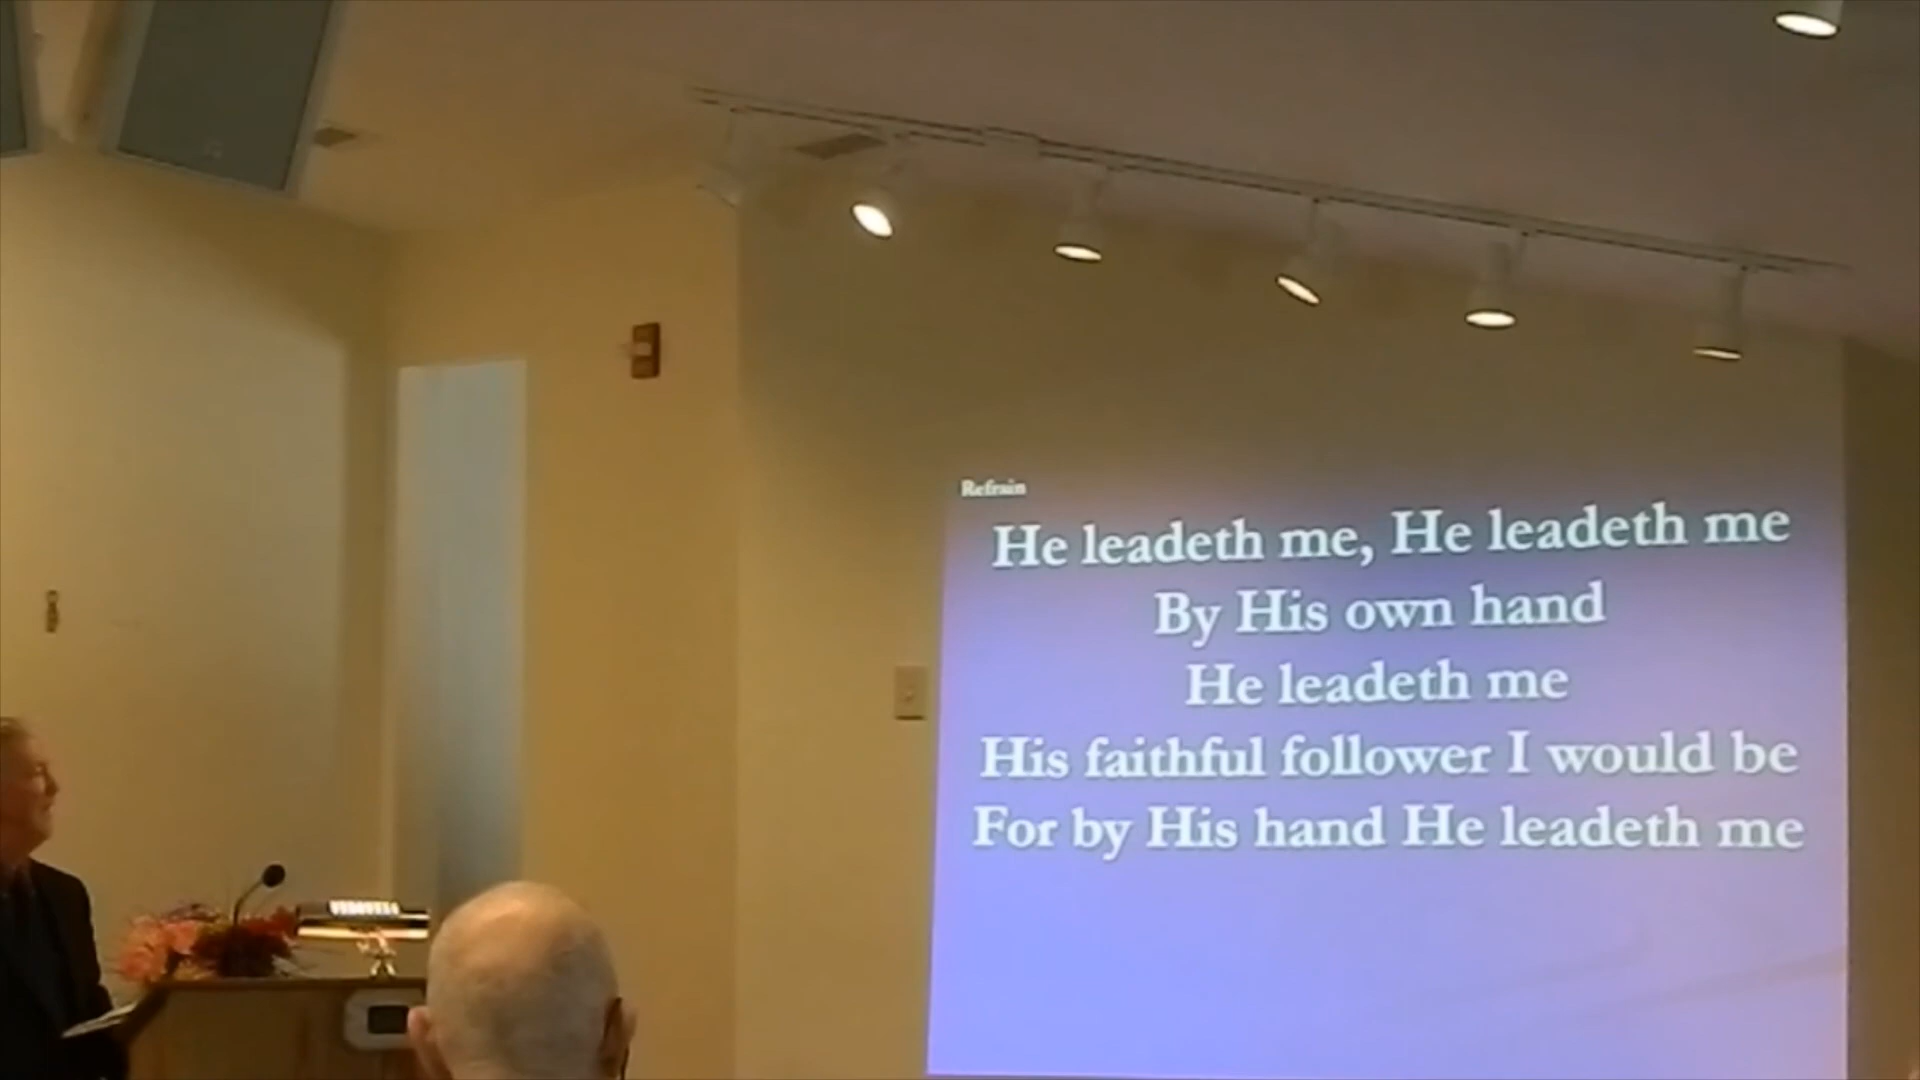 Refrain
He leadeth me, He leadeth me
By His own hand
He leadeth me
His faithful follower I would be
For by His hand He leadeth me